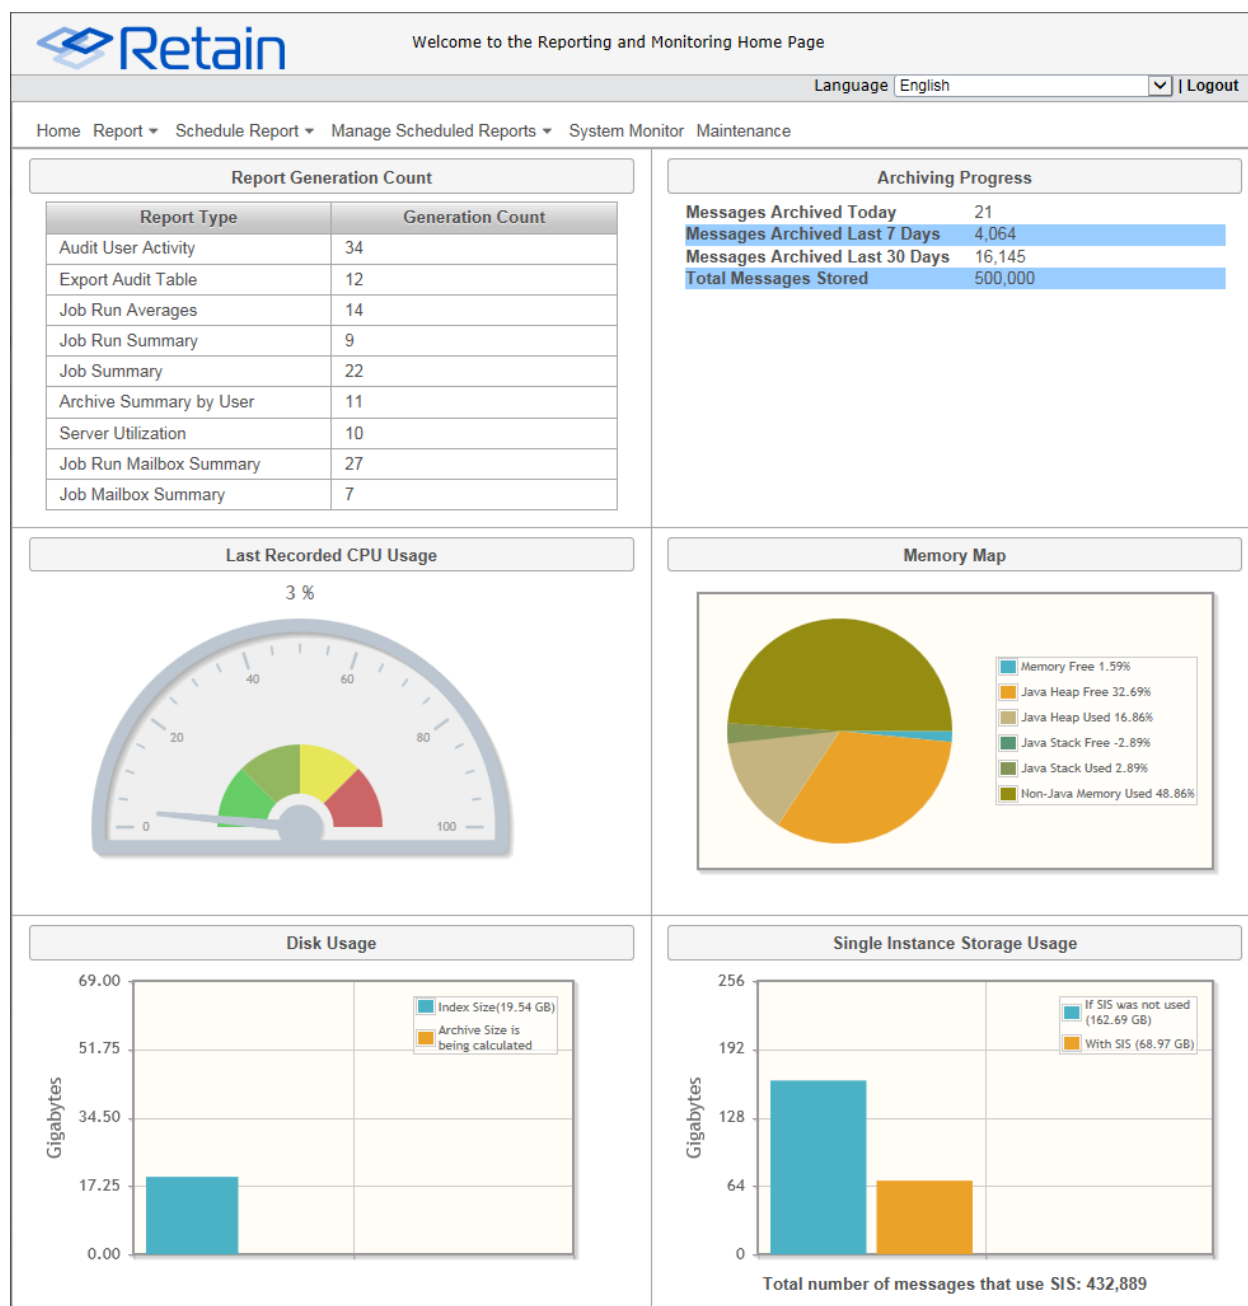 Retain
Welcome to the Reporting and Monitoring Home Page
Language English | Logout
Home Report Schedule Report Manage Scheduled Reports System Monitor Maintenance
Report Generation Count
Report Type Generation Count
Audit User Activity 34
Export Audit Table 12
Job Run Averages 14
Job Run Summary 9
Job Summary 22
Archive Summary by User 11
Server Utilization 10
Job Run Mailbox Summary 27
Job Mailbox Summary 7
Archiving Progress
Messages Archived Today 21
Messages Archived Last 7 Days 4,064
Messages Archived Last 30 Days 16,145
Total Messages Stored 500,000
Last Recorded CPU Usage
3 %
0
20
40
60
80
100
Memory Map
Memory Free 1.59%
Java Heap Free 32.69%
Java Heap Used 16.86%
Java Stack Free -2.89%
Java Stack Used 2.89%
Non-Java Memory Used 48.86%
Disk Usage
Gigabytes
69.00
51.75
34.50
17.25
0.00
Index Size(19.54 GB)
Archive Size is
being calculated
Single Instance Storage Usage
Gigabytes
256
192
128
64
0
If SIS was not used
(162.69 GB)
With SIS (68.97 GB)
Total number of messages that use SIS: 432,889